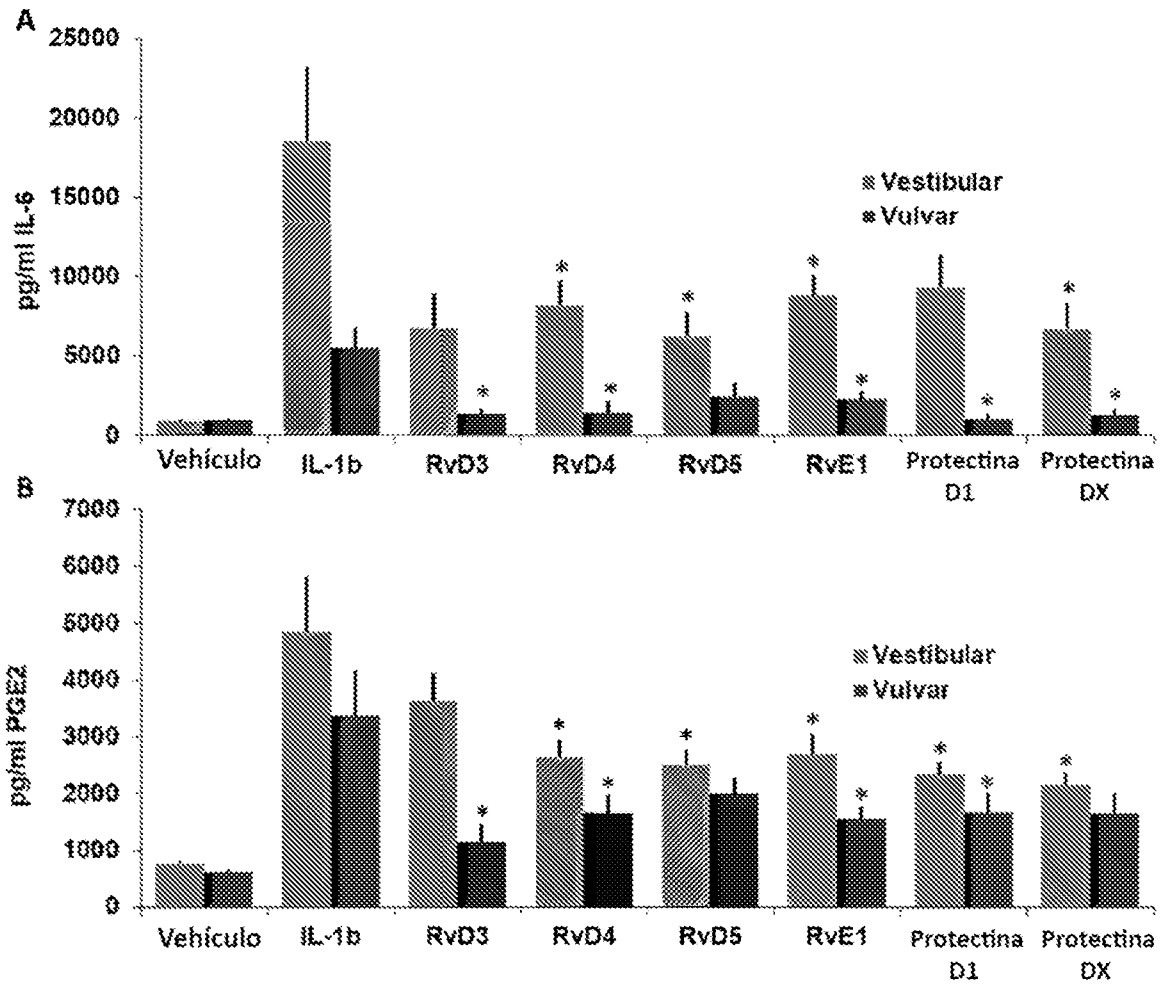 A
25000
20000
15000
10000
5000
0
pg/ml IL-6
Vestibular
Vulvar
* * * * * * * * *
Vehículo IL-1b RvD3 RvD4 RvD5 RvE1 Protectina D1 Protectina DX
B
7000
6000
5000
4000
3000
2000
1000
0
pg/ml PGE2
Vestibular
Vulvar
* * * * * * * * *
Vehículo IL-1b RvD3 RvD4 RvD5 RvE1 Protectina D1 Protectina DX